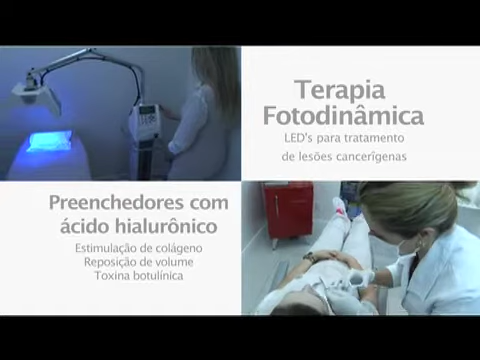 Terapia
Fotodinâmica
LED's para tratamento
de lesões cancerîgenas
Preenchedores com
ácido hialurônico
Estimulação de colágeno
Reposição de volume
Toxina botulínica